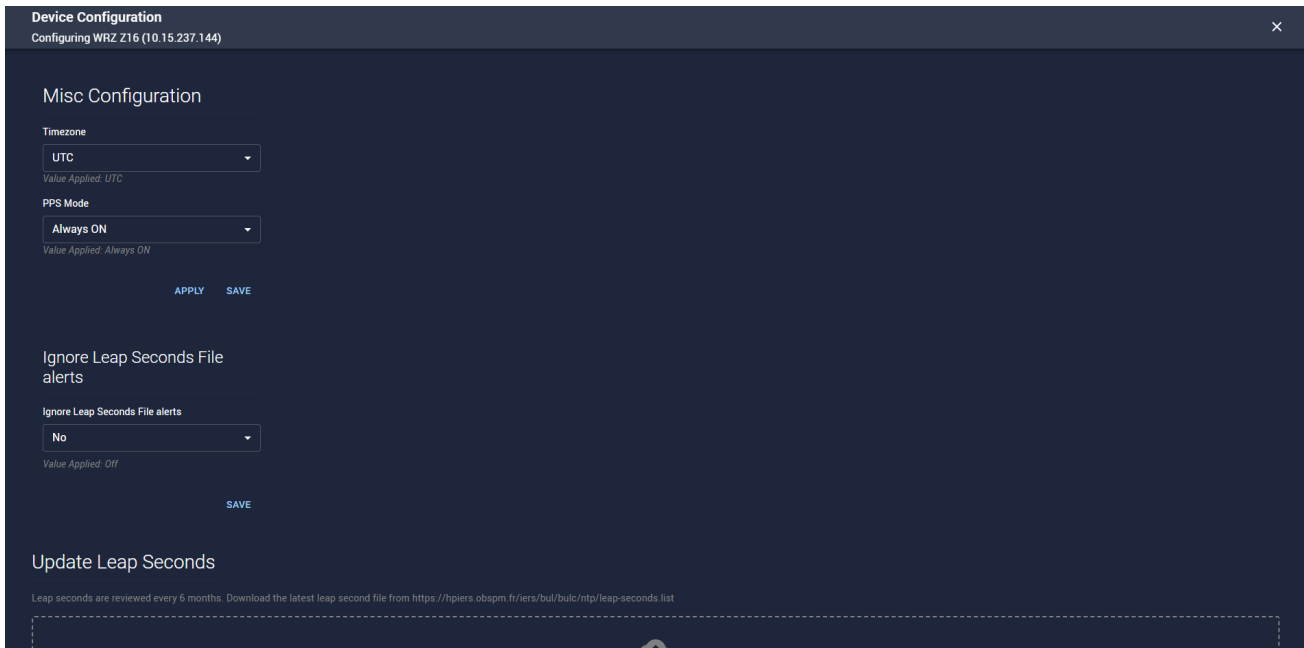 Device Configuration
Configuring WRZ Z16 (10.15.237.144)
Misc Configuration
Timezone
UTC
Value Applied: UTC
PPS Mode
Always ON
Value Applied: Always ON
APPLY SAVE
Ignore Leap Seconds File
alerts
Ignore Leap Seconds File alerts
No
Value Applied: Off
SAVE
Update Leap Seconds
Leap seconds are reviewed every 6 months. Download the latest leap second file from https://hpiers.obspm.fr/iers/bul/bulc/ntp/leap-seconds.list